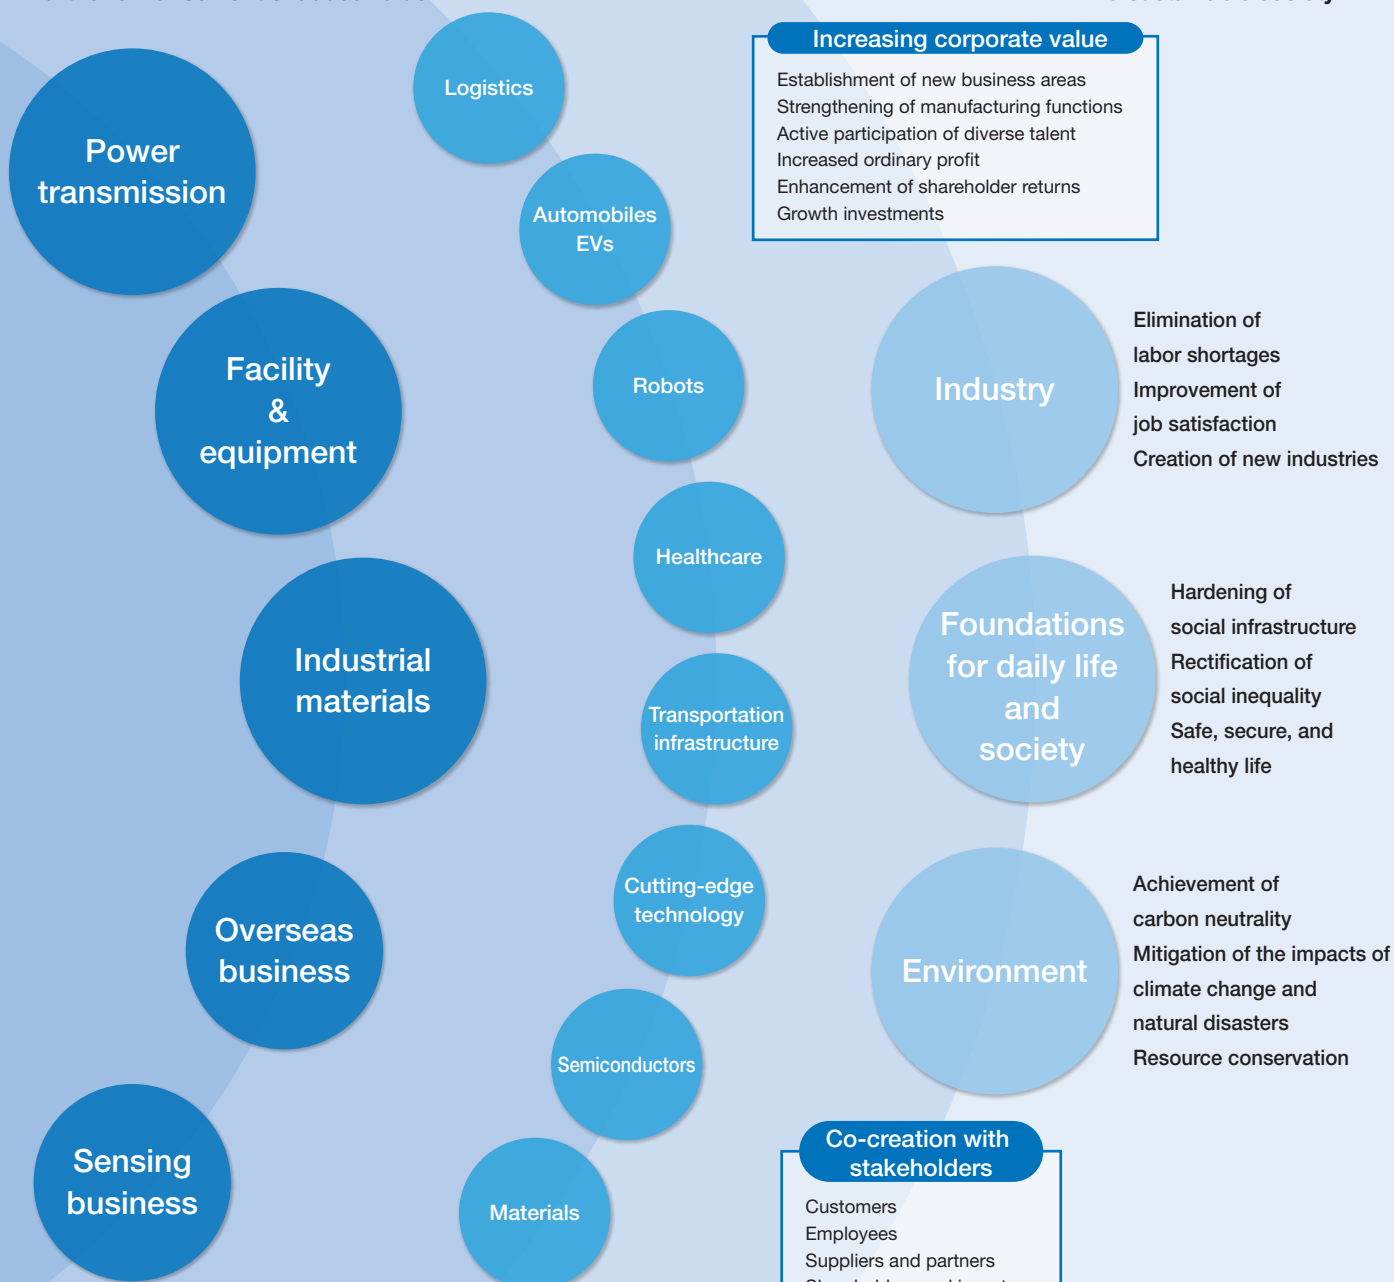 Increasing corporate value
Establishment of new business areas
Strengthening of manufacturing functions
Active participation of diverse talent
Increased ordinary profit
Enhancement of shareholder returns
Growth investments
Power
transmission
Facility
&
equipment
Industrial
materials
Overseas
business
Sensing
business
Logistics
Automobiles
EVs
Robots
Healthcare
Transportation
infrastructure
Cutting-edge
technology
Semiconductors
Materials
Industry
Elimination of
labor shortages
Improvement of
job satisfaction
Creation of new industries
Foundations
for daily life
and
society
Hardening of
social infrastructure
Rectification of
social inequality
Safe, secure, and
healthy life
Environment
Achievement of
carbon neutrality
Mitigation of the impacts of
climate change and
natural disasters
Resource conservation
Co-creation with
stakeholders
Customers
Employees
Suppliers and partners